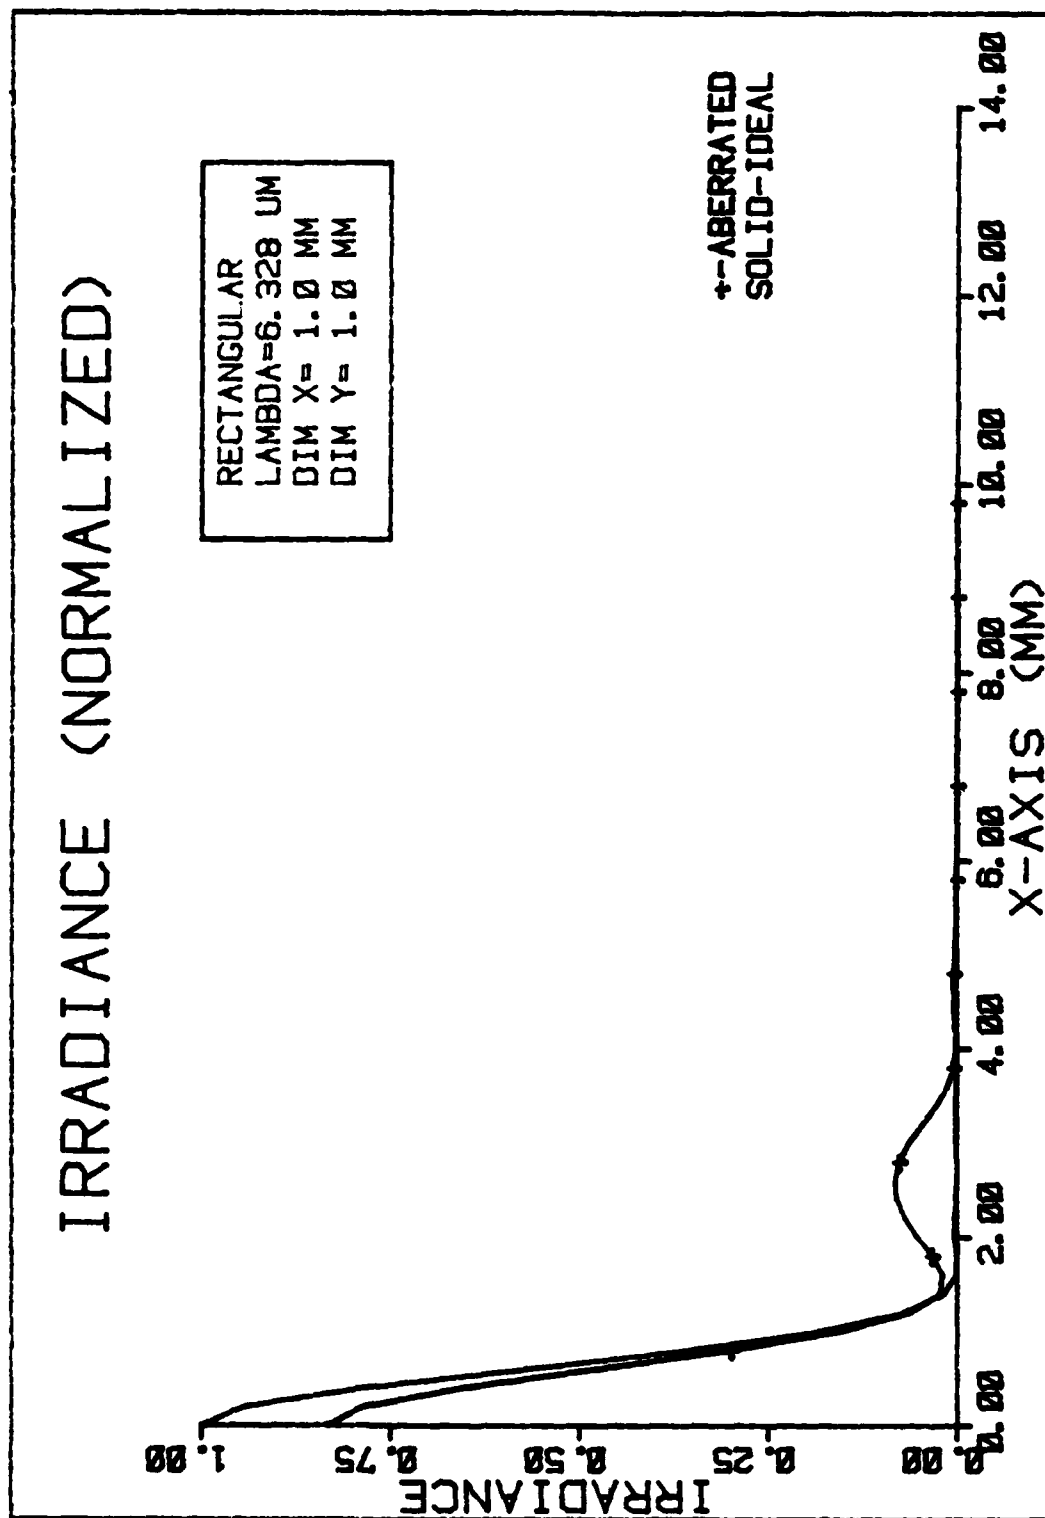 IRRADIANCE (NORMALIZED)
RECTANGULAR
LAMBDA=6.328 UM
DIM X= 1.0 MM
DIM Y= 1.0 MM
+-ABERRATED
SOLID-IDEAL
IRRADIANCE
1.00
0.75
0.50
0.25
0.00
0.00 2.00 4.00 6.00 8.00 10.00 12.00 14.00
X-AXIS (MM)